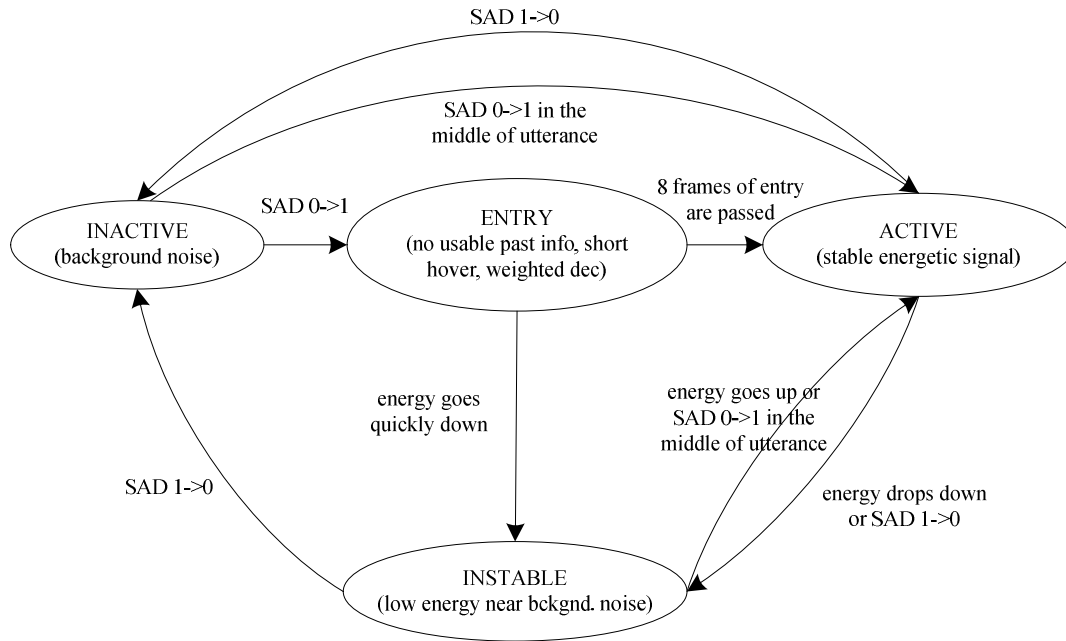 SAD 1->0
SAD 0->1 in the
middle of utterance
8 frames of entry
are passed
SAD 0->1
INACTIVE
(background noise)
ENTRY
(no usable past info, short
hover, weighted dec)
ACTIVE
(stable energetic signal)
energy goes
quickly down
energy goes up or
SAD 0->1 in the
middle of utterance
SAD 1->0
energy drops down
or SAD 1->0
INSTABLE
(low energy near bckgnd. noise)